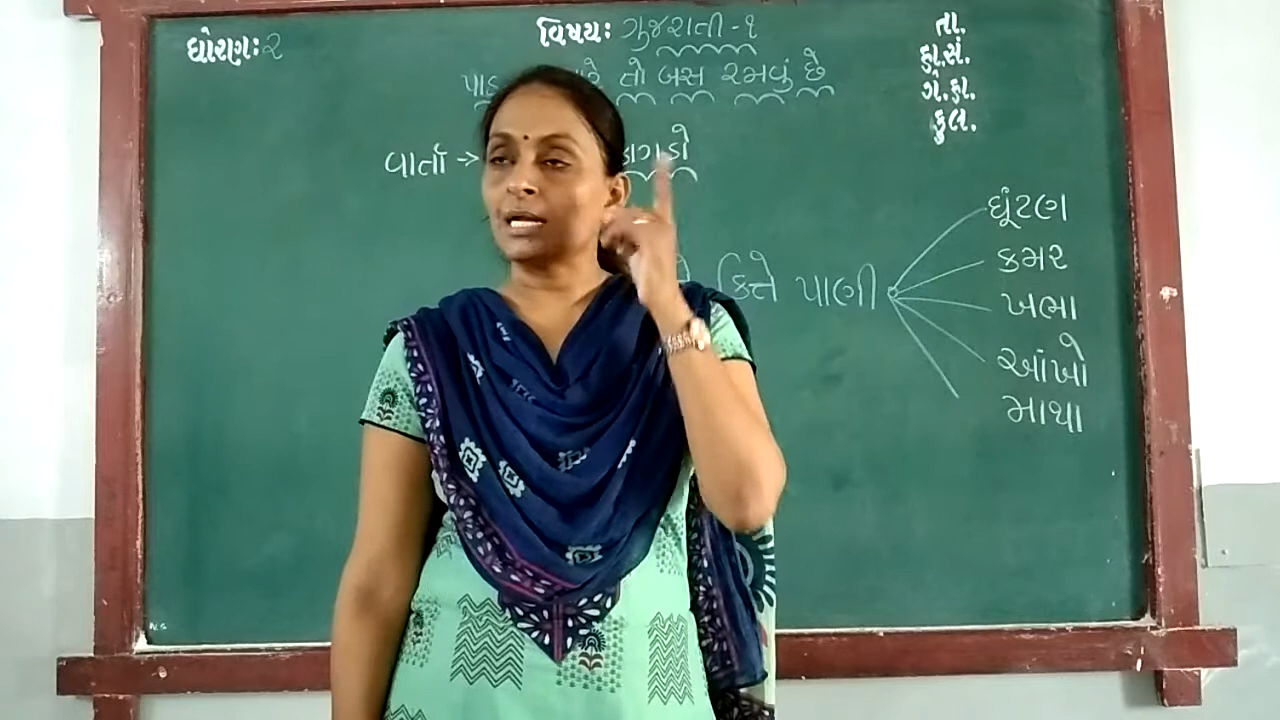 ધોરણ: ૨
વિષય: ગુજરાતી - ૧
તો બસ રમવું છે
તા.
હા.સં.
ગે.હા.
કુલ.
વાર્તા →
કિત્તે પાણી
ઘૂંટણ
કમર
ખભા
આંખો
માથા